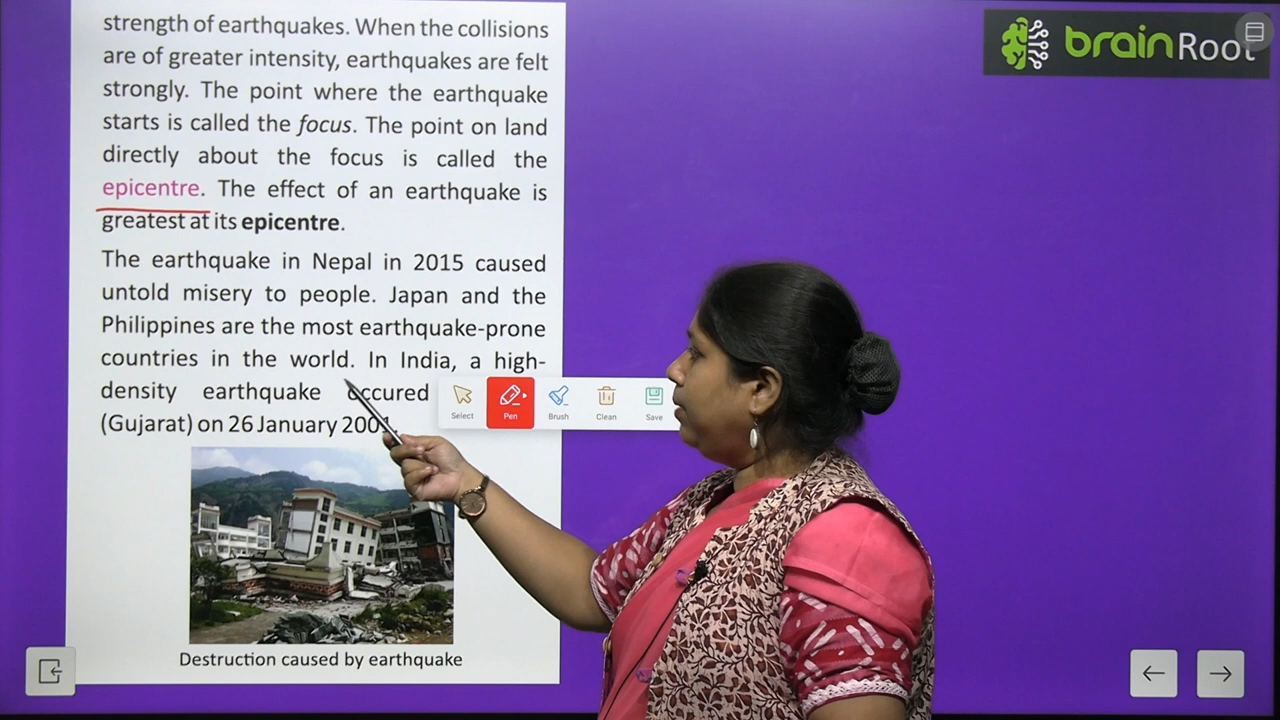 strength of earthquakes. When the collisions
are of greater intensity, earthquakes are felt
strongly. The point where the earthquake
starts is called the focus. The point on land
directly about the focus is called the
epicentre. The effect of an earthquake is
greatest at its epicentre.
The earthquake in Nepal in 2015 caused
untold misery to people. Japan and the
Philippines are the most earthquake-prone
countries in the world. In India, a high-
density earthquake occured
(Gujarat) on 26 January 2001.
Destruction caused by earthquake
Select
Pen
Brush
Clean
Save
brainRoot